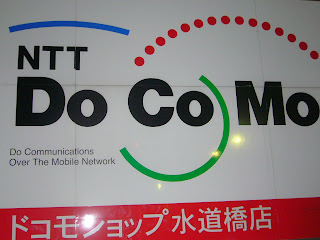 NTT
Do Co Mo
Do Communications
Over The Mobile Network
ドコモショップ水道橋店